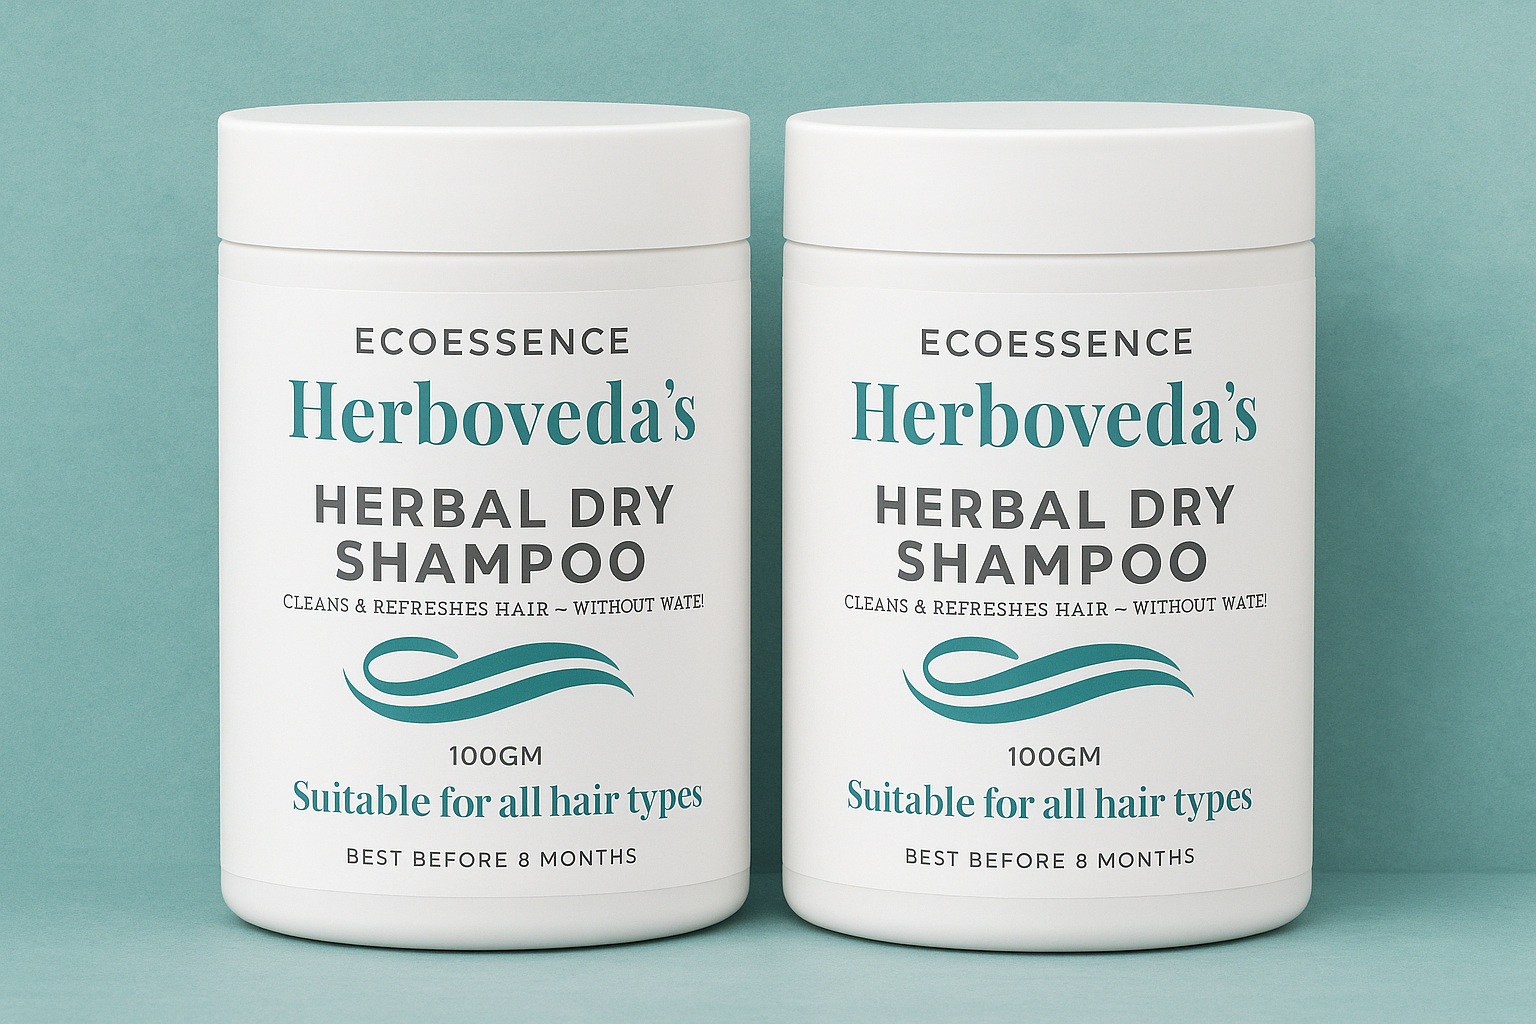 ECOESSENCE
Herboveda's
HERBAL DRY
SHAMPOO
CLEANS & REFRESHES HAIR ~ WITHOUT WATE!
100GM
Suitable for all hair types
BEST BEFORE 8 MONTHS
ECOESSENCE
Herboveda's
HERBAL DRY
SHAMPOO
CLEANS & REFRESHES HAIR ~ WITHOUT WATE!
100GM
Suitable for all hair types
BEST BEFORE 8 MONTHS